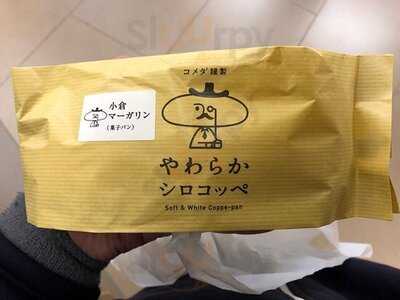 コメダ謹製
小倉
マーガリン
(菓子パン)
やわらか
シロコッペ
Soft & White Coppe-pan